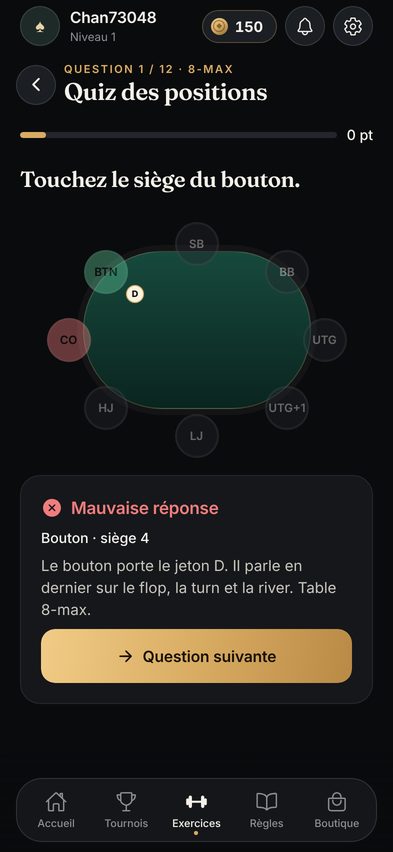 Chan73048
Niveau 1
150
QUESTION 1 / 12 · 8-MAX
Quiz des positions
0 pt
Touchez le siège du bouton.
SB
BTN
BB
D
CO
UTG
HJ
UTG+1
LJ
Mauvaise réponse
Bouton · siège 4
Le bouton porte le jeton D. Il parle en
dernier sur le flop, la turn et la river. Table
8-max.
→ Question suivante
Accueil
Tournois
Exercices
Règles
Boutique